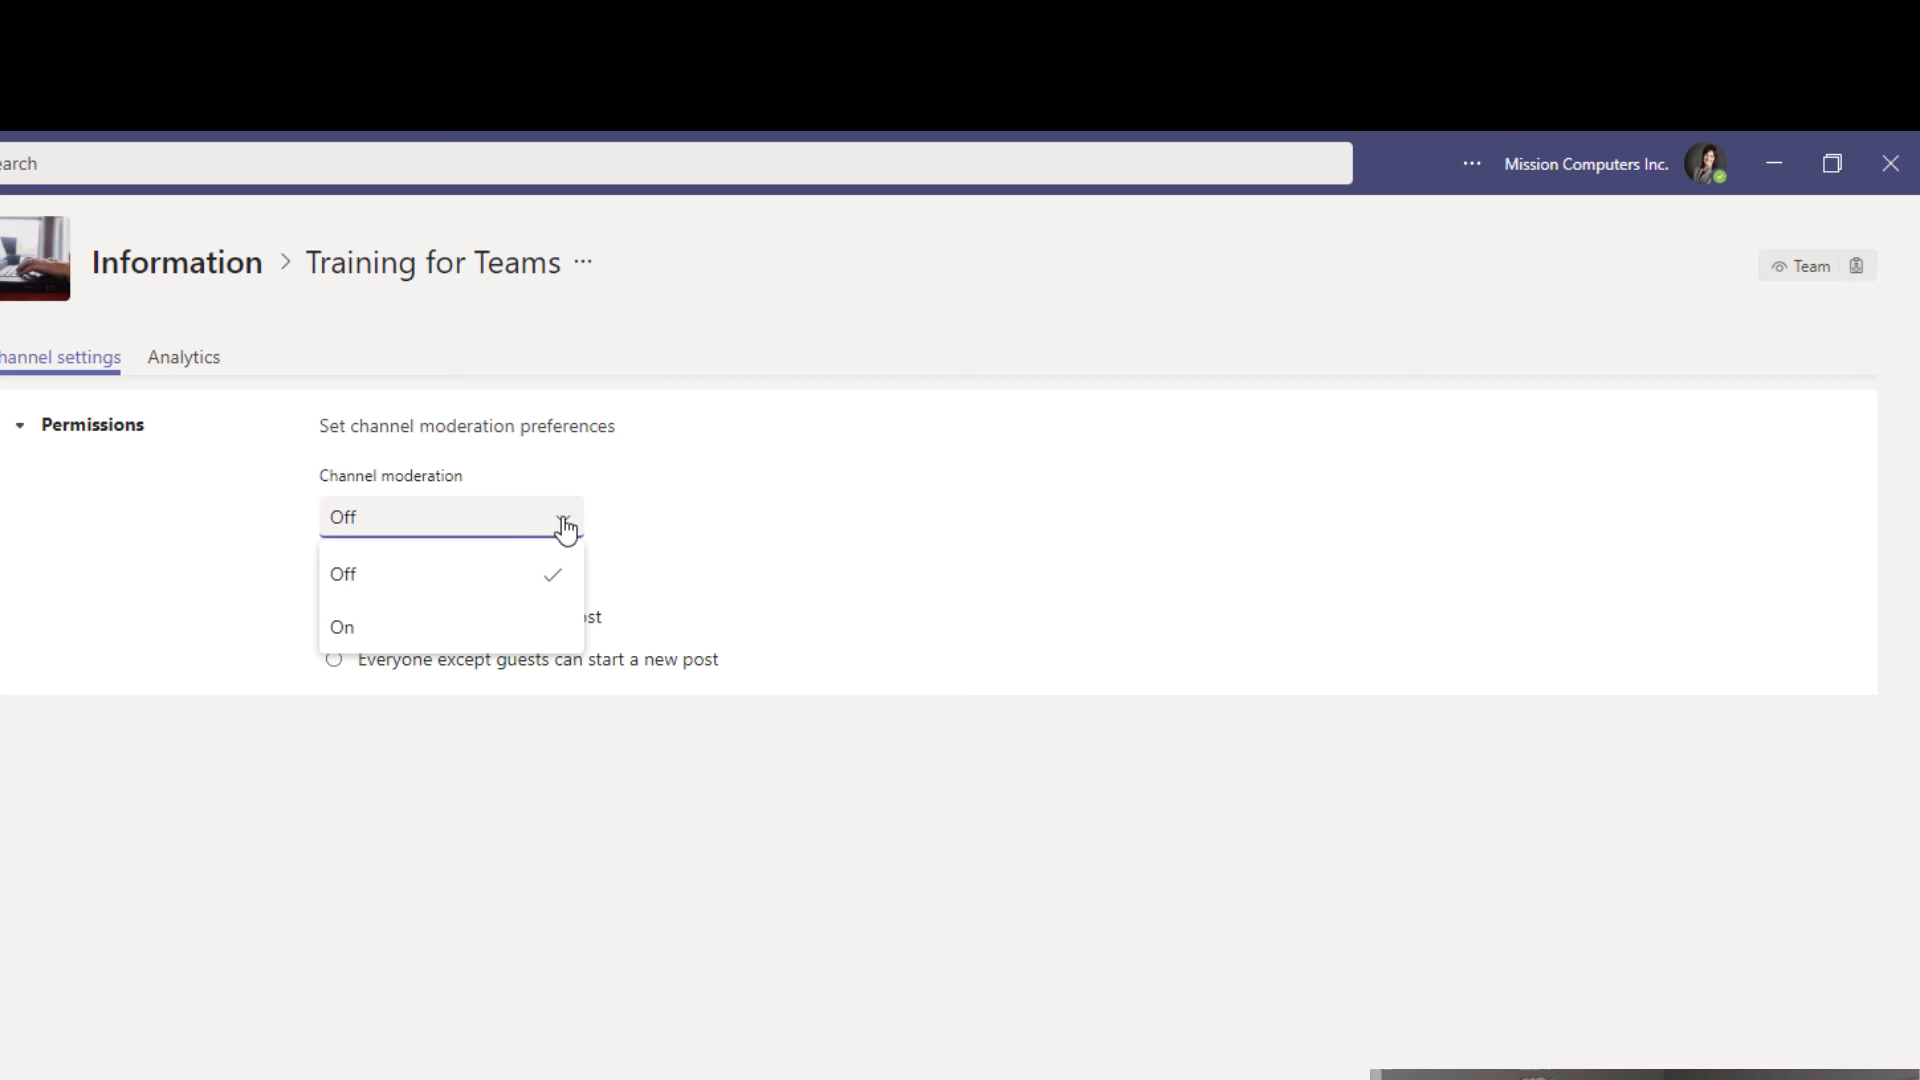 earch
Mission Computers Inc.
Information > Training for Teams ...
Team
hannel settings
Analytics
Permissions
Set channel moderation preferences
Channel moderation
Off
Off
On
ost
Everyone except guests can start a new post